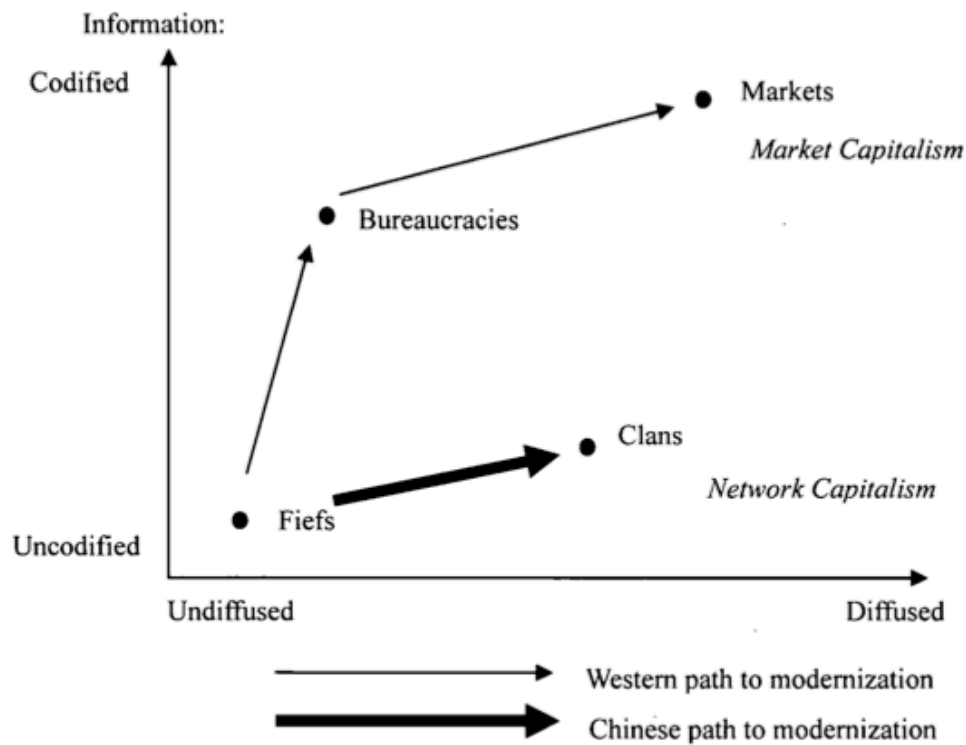 Information:
Codified
Markets
Market Capitalism
Bureaucracies
Clans
Network Capitalism
Fiefs
Uncodified
Undiffused
Diffused
Western path to modernization
Chinese path to modernization